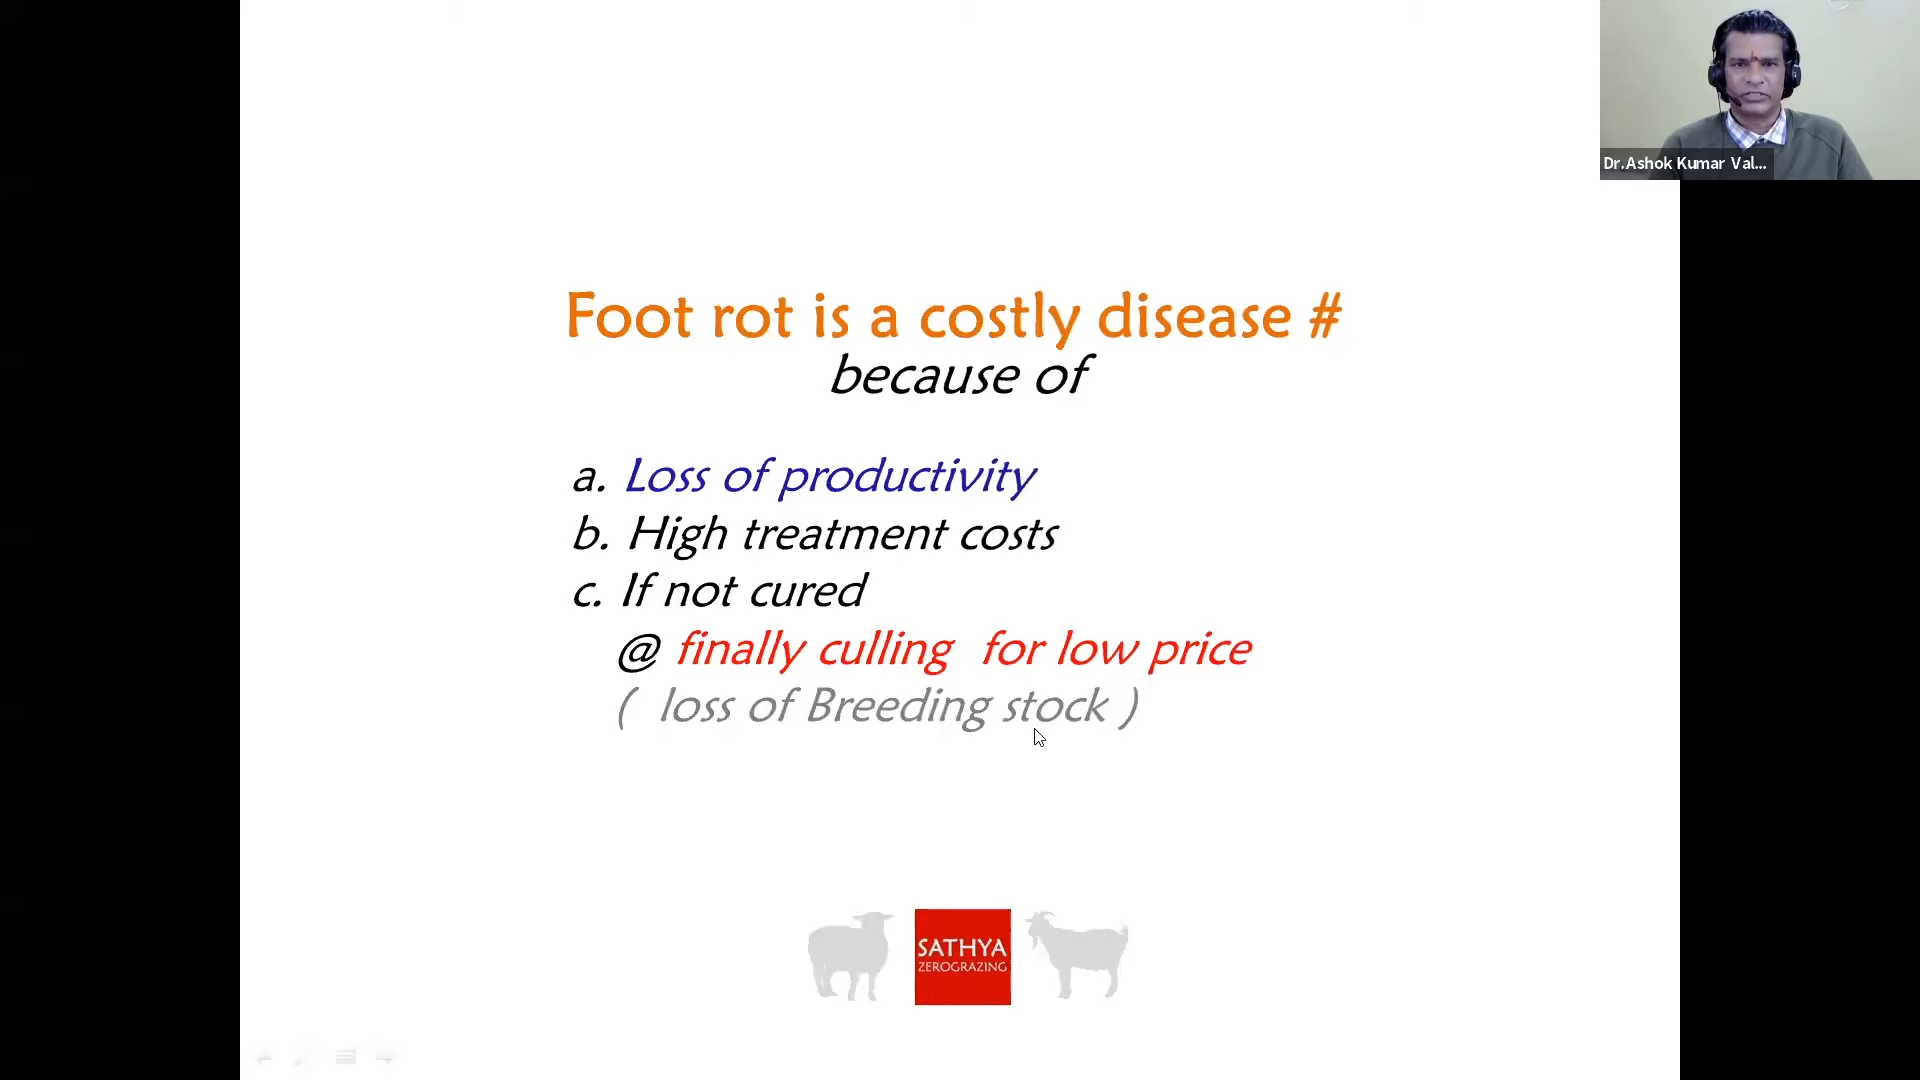 Dr.Ashok Kumar Val...
Foot rot is a costly disease #
because of
a. Loss of productivity
b. High treatment costs
c. If not cured
@ finally culling for low price
( loss of Breeding stock )
SATHYA
ZEROGRAZING